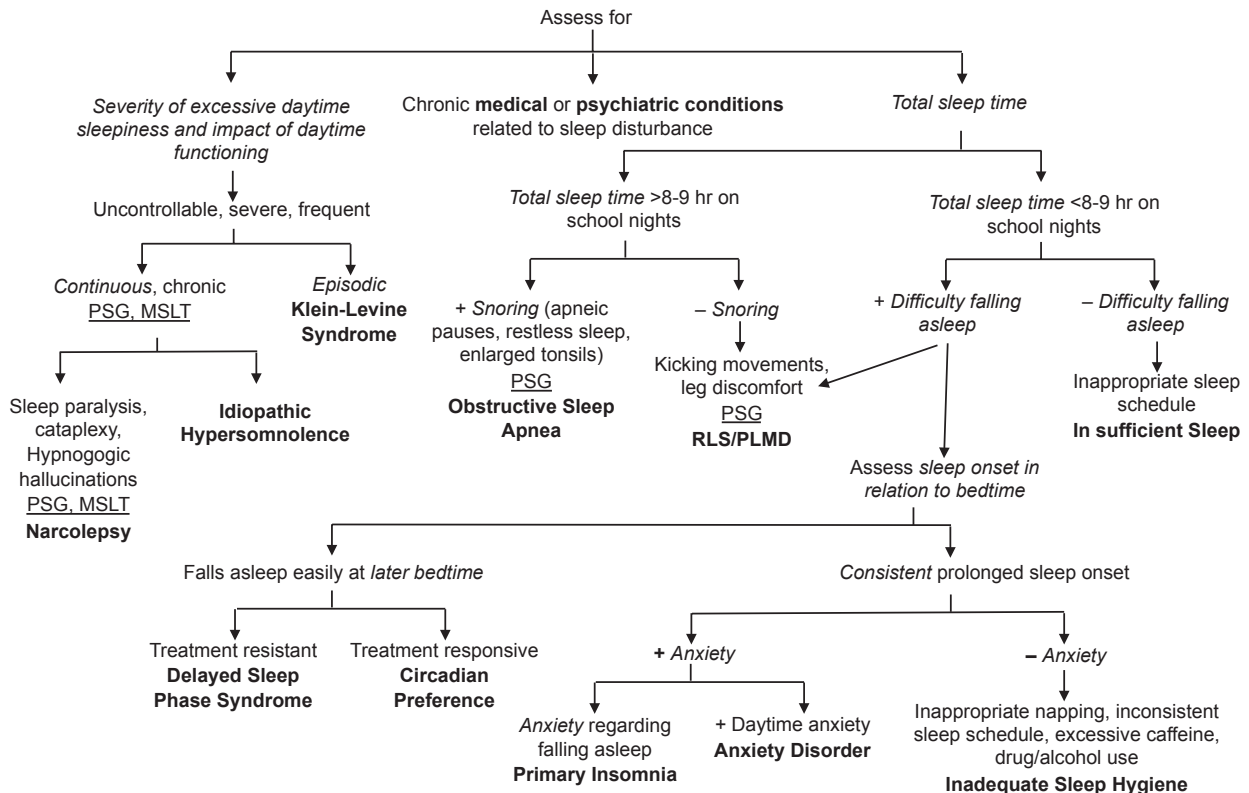 Assess for
Severity of excessive daytime
sleepiness and impact of daytime
functioning
Chronic medical or psychiatric conditions
related to sleep disturbance
Total sleep time
Uncontrollable, severe, frequent
Total sleep time >8-9 hr on
school nights
Total sleep time <8-9 hr on
school nights
Continuous, chronic
PSG, MSLT
Episodic
Klein-Levine
Syndrome
+ Snoring (apneic
pauses, restless sleep,
enlarged tonsils)
PSG
Obstructive Sleep
Apnea
– Snoring
Kicking movements,
leg discomfort
PSG
RLS/PLMD
+ Difficulty falling
asleep
– Difficulty falling
asleep
Inappropriate sleep
schedule
In sufficient Sleep
Sleep paralysis,
cataplexy,
Hypnogogic
hallucinations
PSG, MSLT
Narcolepsy
Idiopathic
Hypersomnolence
Assess sleep onset in
relation to bedtime
Falls asleep easily at later bedtime
Consistent prolonged sleep onset
Treatment resistant
Delayed Sleep
Phase Syndrome
Treatment responsive
Circadian
Preference
+ Anxiety
– Anxiety
Anxiety regarding
falling asleep
Primary Insomnia
+ Daytime anxiety
Anxiety Disorder
Inappropriate napping, inconsistent
sleep schedule, excessive caffeine,
drug/alcohol use
Inadequate Sleep Hygiene